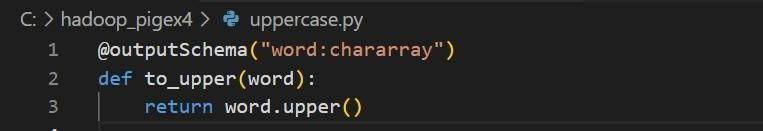 C: > hadoop_pigex4 > uppercase.py
1 @outputSchema("word:chararray")
2 def to_upper(word):
3     return word.upper()